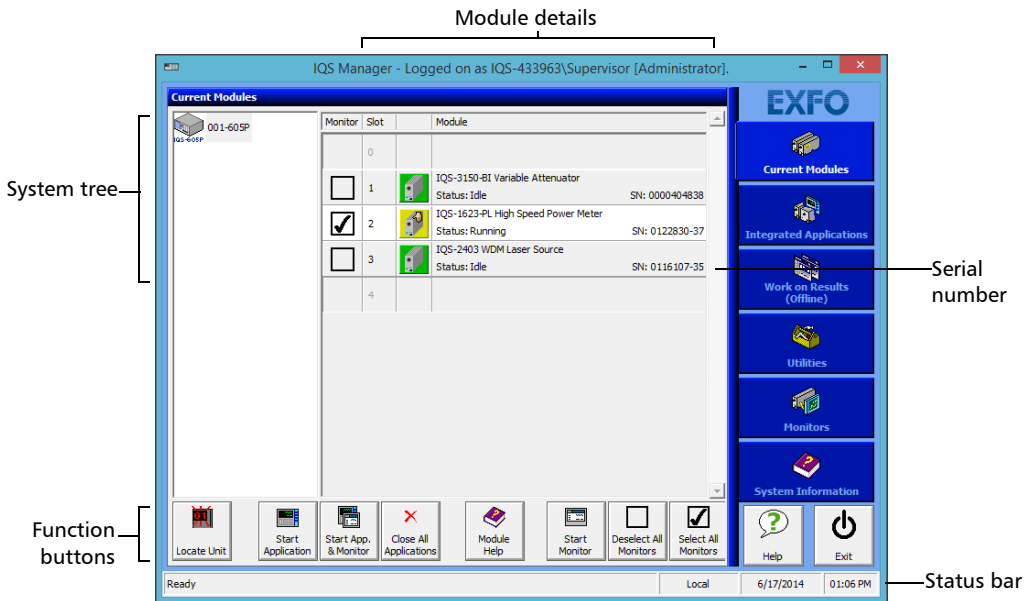 Module details
IQS Manager - Logged on as IQS-433963\Supervisor [Administrator].
Current Modules
EXFO
001-605P
IQS-605P
Monitor Slot Module
0
IQS-3150-BI Variable Attenuator
1
Status: Idle SN: 0000404838
IQS-1623-PL High Speed Power Meter
2
Status: Running SN: 0122830-37
IQS-2403 WDM Laser Source
3
Status: Idle SN: 0116107-35
4
System tree
Current Modules
Integrated Applications
Work on Results
(Offline)
Serial
number
Utilities
Monitors
System Information
Function
buttons
Locate Unit
Start
Application
Start App.
& Monitor
Close All
Applications
Module
Help
Start
Monitor
Deselect All
Monitors
Select All
Monitors
Help
Exit
Ready Local 6/17/2014 01:06 PM
Status bar